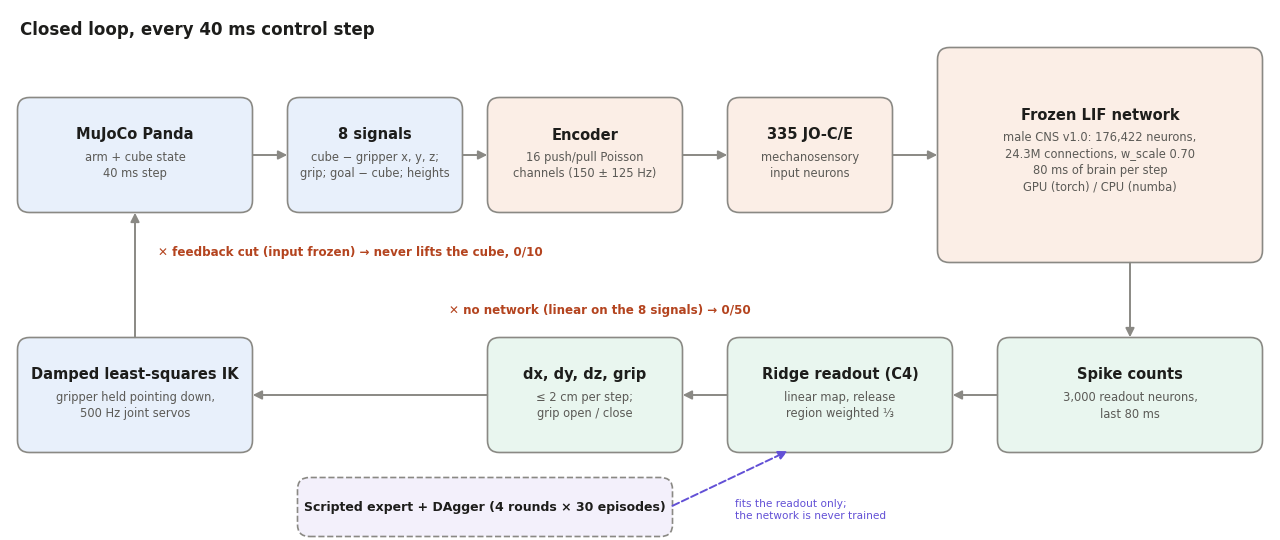 Closed loop, every 40 ms control step
MuJoCo Panda
arm + cube state
40 ms step
8 signals
cube − gripper x, y, z;
grip; goal − cube; heights
Encoder
16 push/pull Poisson
channels (150 ± 125 Hz)
335 JO-C/E
mechanosensory
input neurons
Frozen LIF network
male CNS v1.0: 176,422 neurons,
24.3M connections, w_scale 0.70
80 ms of brain per step
GPU (torch) / CPU (numba)
✕ feedback cut (input frozen) → never lifts the cube, 0/10
✕ no network (linear on the 8 signals) → 0/50
Damped least-squares IK
gripper held pointing down,
500 Hz joint servos
dx, dy, dz, grip
≤ 2 cm per step;
grip open / close
Ridge readout (C4)
linear map, release
region weighted ⅓
Spike counts
3,000 readout neurons,
last 80 ms
Scripted expert + DAgger (4 rounds × 30 episodes)
fits the readout only;
the network is never trained